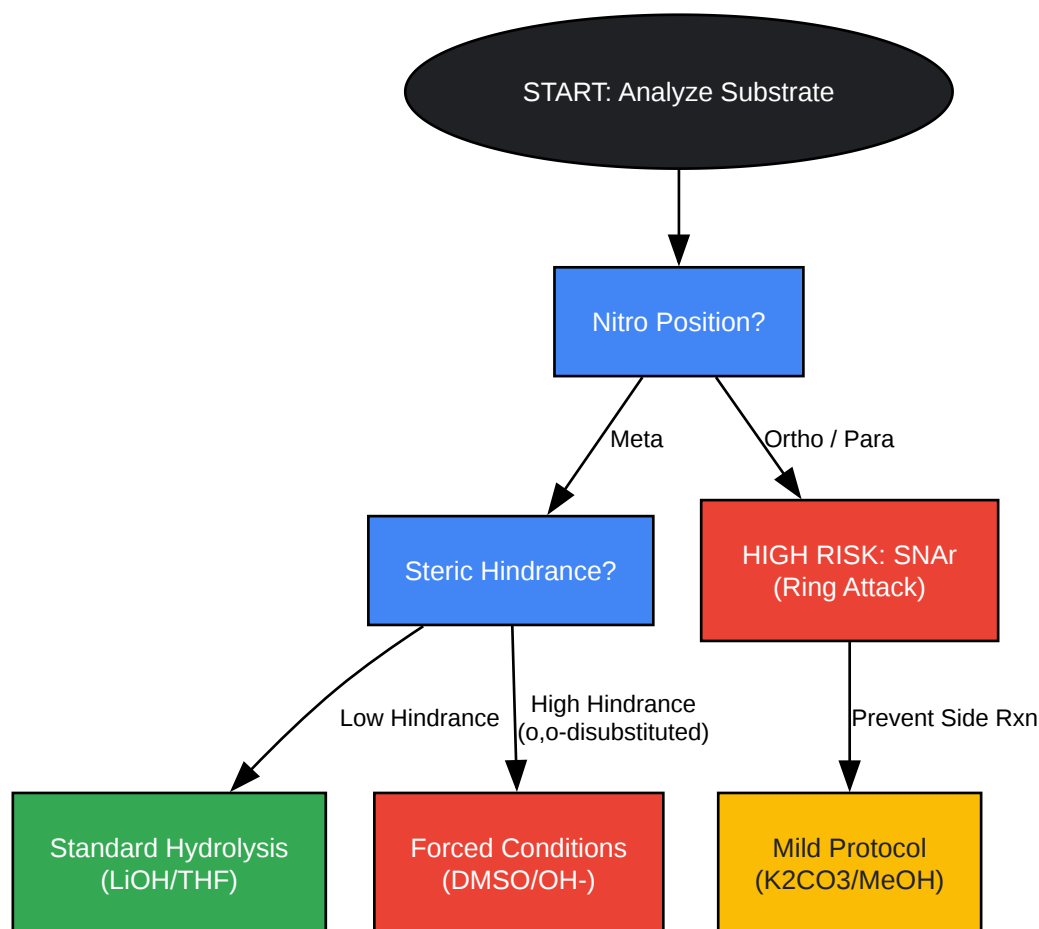 START: Analyze Substrate
Nitro Position?
Meta
Ortho / Para
Steric Hindrance?
HIGH RISK: SNAr
(Ring Attack)
Low Hindrance
High Hindrance
(o,o-disubstituted)
Prevent Side Rxn
Standard Hydrolysis
(LiOH/THF)
Forced Conditions
(DMSO/OH-)
Mild Protocol
(K2CO3/MeOH)